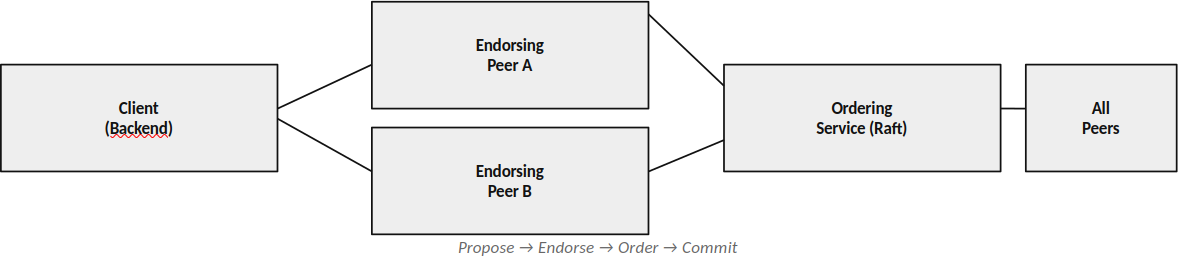 Client
(Backend)
Endorsing
Peer A
Endorsing
Peer B
Ordering
Service (Raft)
All
Peers
Propose → Endorse → Order → Commit